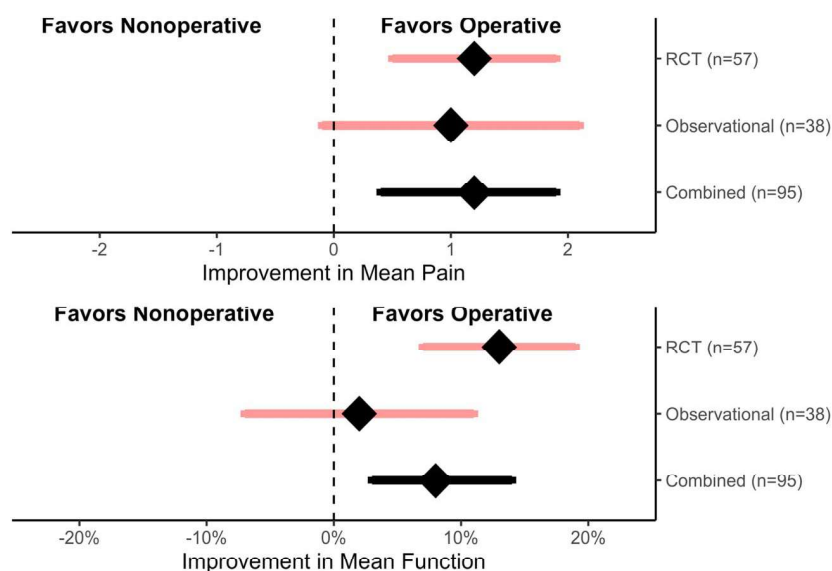 Favors Nonoperative Favors Operative
RCT (n=57)
Observational (n=38)
Combined (n=95)
-2 -1 0 1 2
Improvement in Mean Pain
Favors Nonoperative Favors Operative
RCT (n=57)
Observational (n=38)
Combined (n=95)
-20% -10% 0% 10% 20%
Improvement in Mean Function